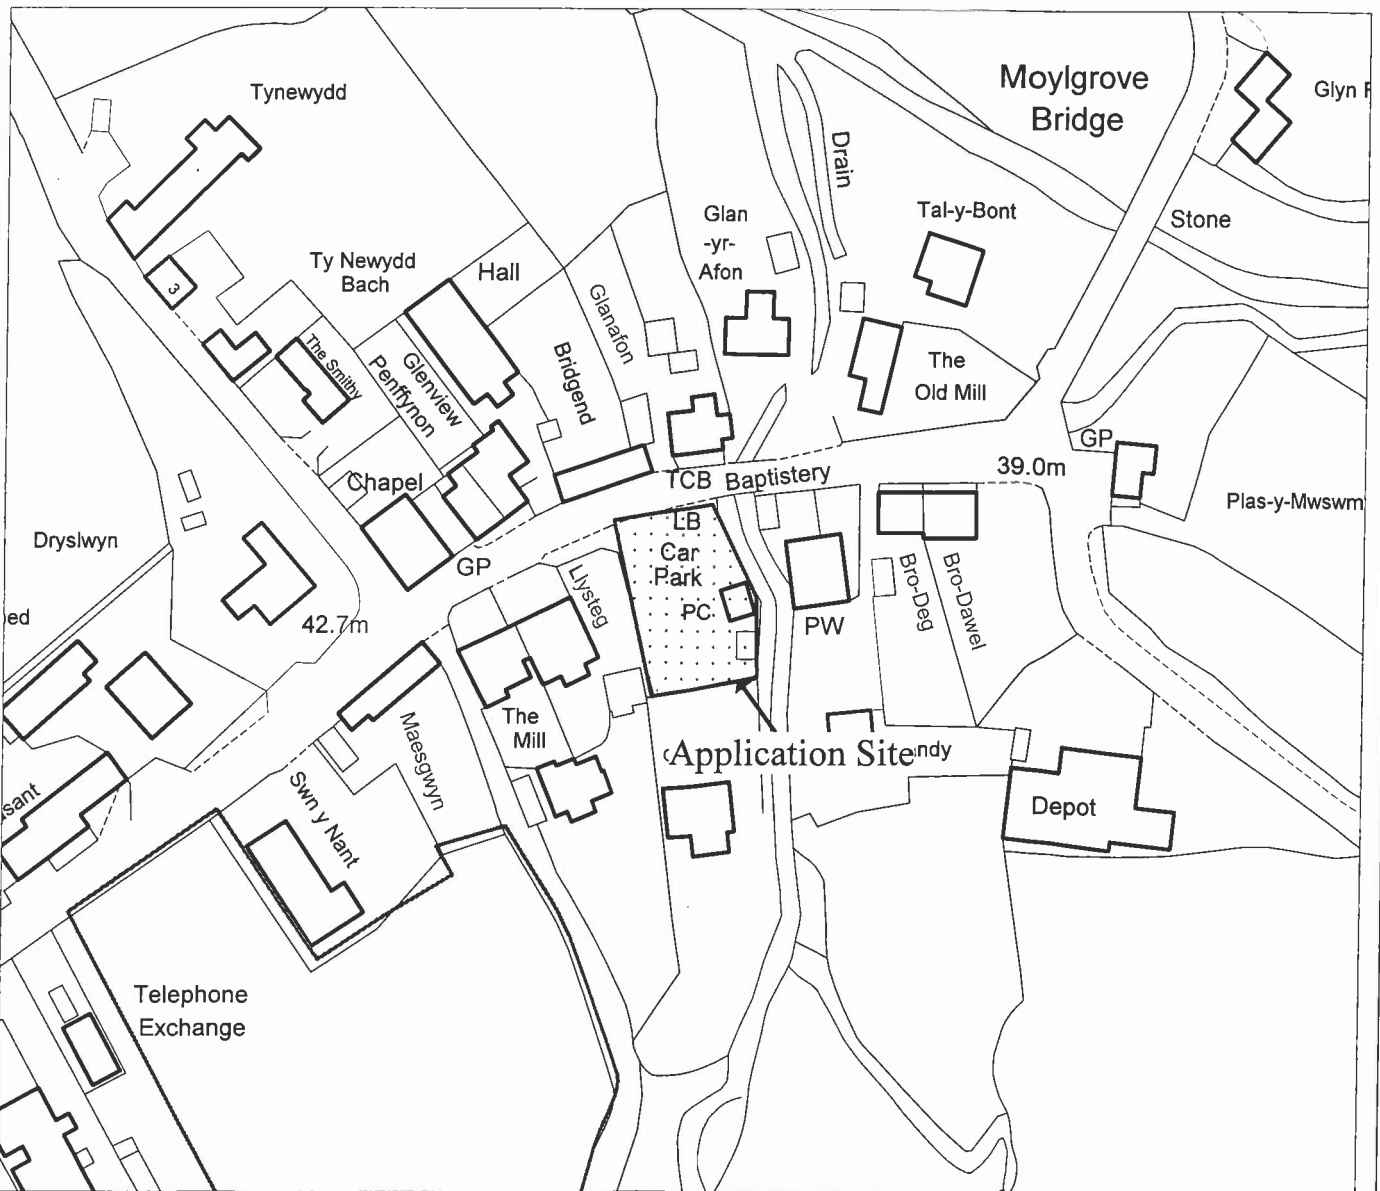 Tynewydd
Moylgrove
Bridge
Glyn
Drain
Glan
-yr-
Afon
Tal-y-Bont
Stone
Ty Newydd
Bach
Hall
3
Glanafon
The Smithy
Penffynon
Glenview
Bridgend
The
Old Mill
GP
39.0m
Chapel
TCB
Baptistery
Plas-y-Mwswm
LB
Car
Park
PC
Dryslwyn
GP
Llysteg
42.7m
PW
Bro-Deg
Bro-Dawel
The
Mill
Maesgwyn
Application Site
ndy
Swn y Nant
Depot
Telephone
Exchange